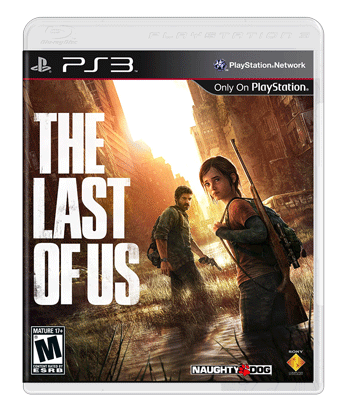 PLAYSTATION 3
PS3
PlayStation®Network
Only On PlayStation®
THE
LAST
OF US
MATURE 17+
M
CONTENT RATED BY
ESRB
NAUGHTY DOG
SONY